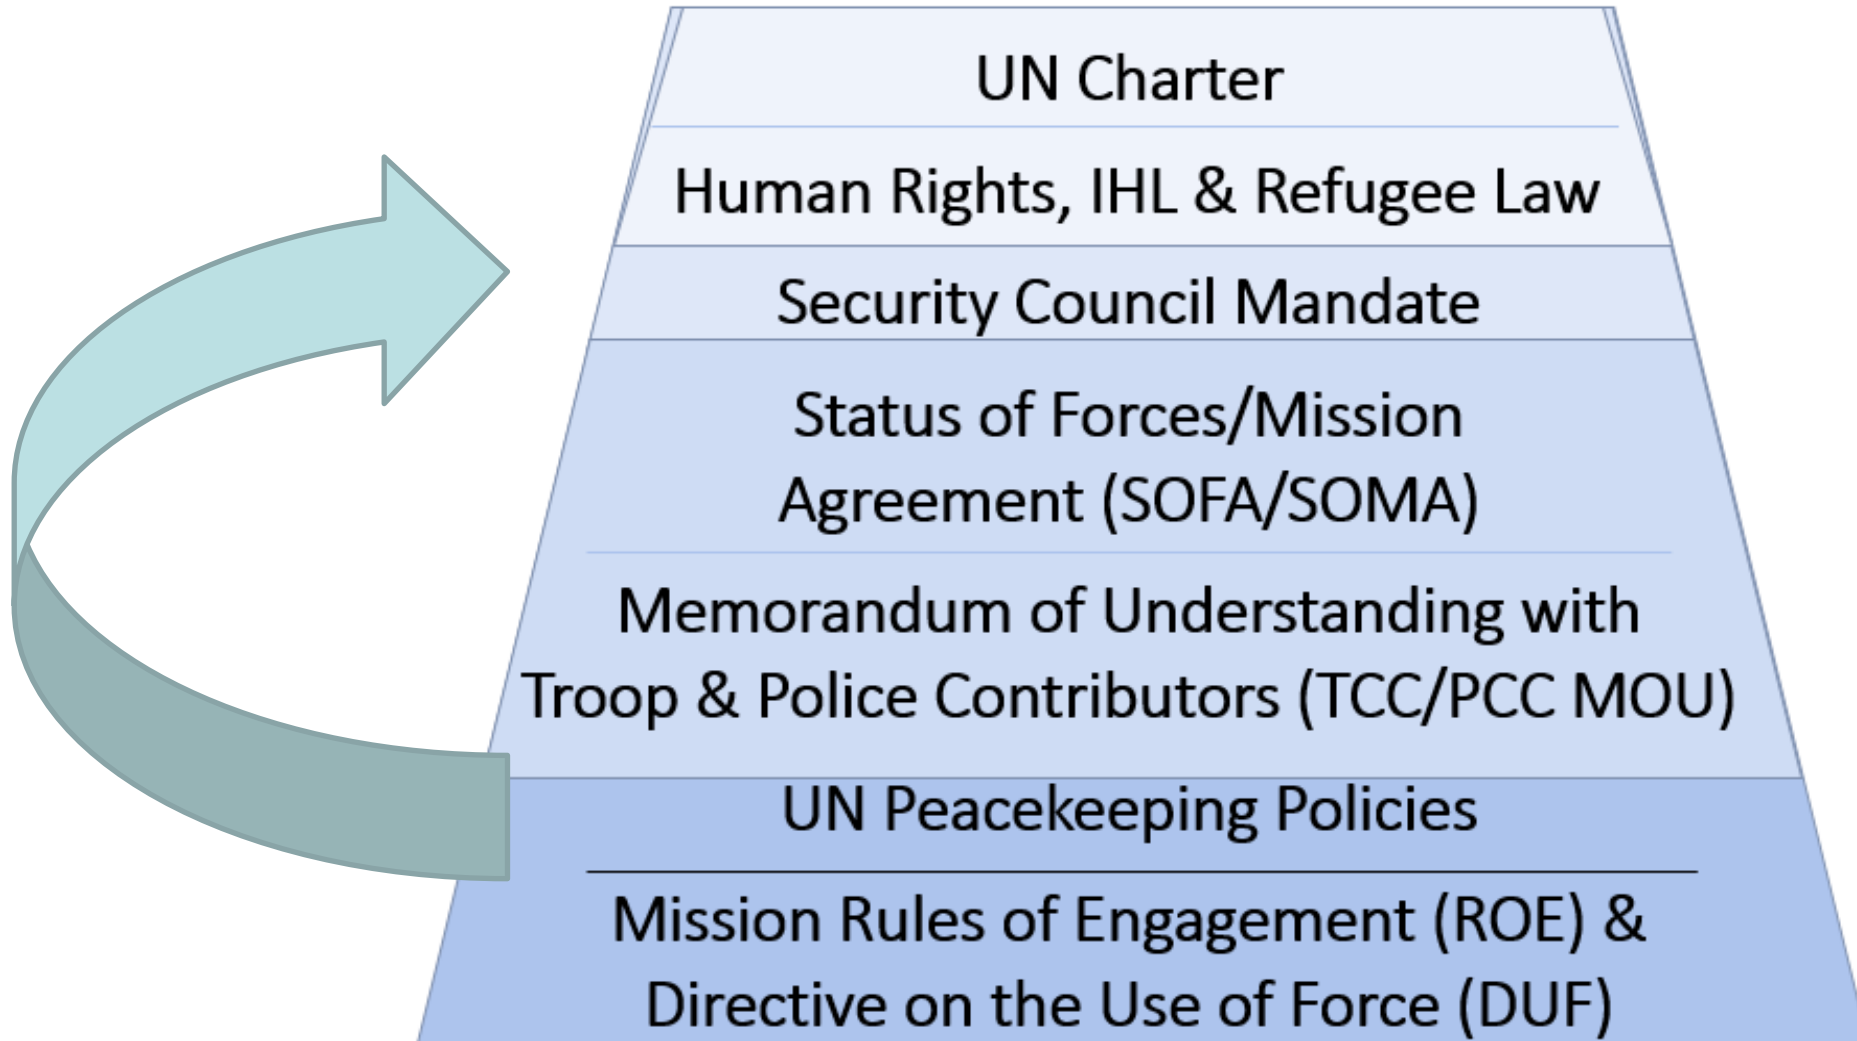 UN Charter
Human Rights, IHL & Refugee Law
Security Council Mandate
Status of Forces/Mission
Agreement (SOFA/SOMA)
Memorandum of Understanding with
Troop & Police Contributors (TCC/PCC MOU)
UN Peacekeeping Policies
Mission Rules of Engagement (ROE) &
Directive on the Use of Force (DUF)